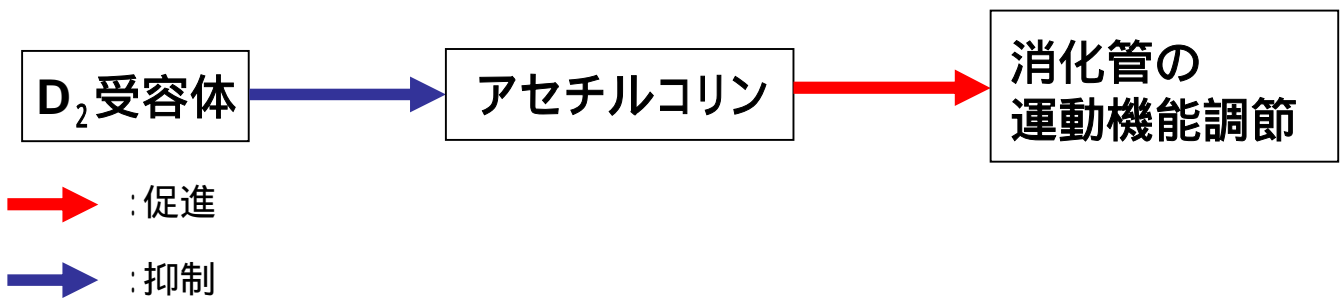 D₂受容体
アセチルコリン
消化管の
運動機能調節
:促進
:抑制